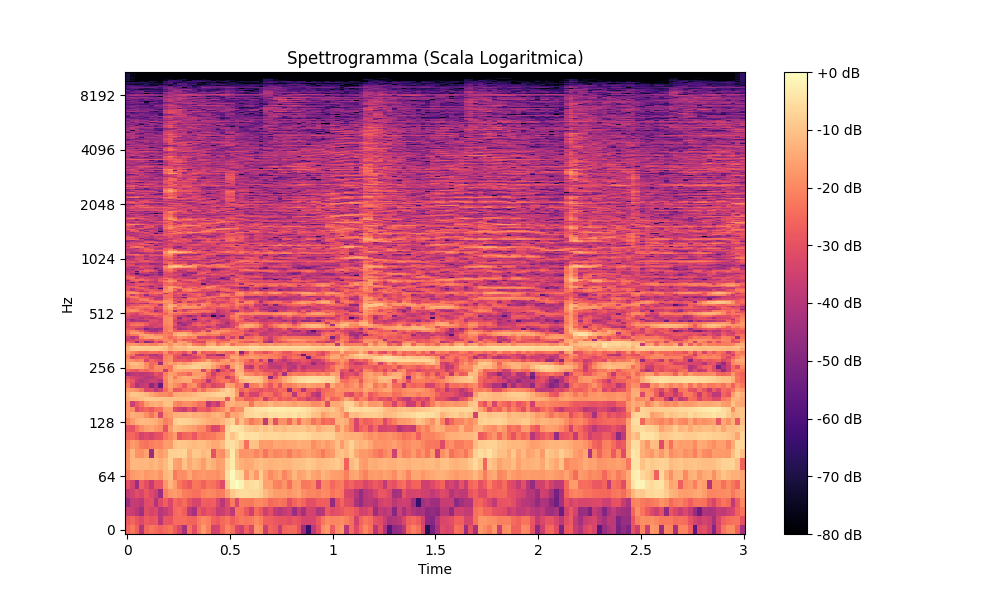 Spettrogramma (Scala Logaritmica)
Hz
8192
4096
2048
1024
512
256
128
64
0
0
0.5
1
1.5
2
2.5
3
Time
+0 dB
-10 dB
-20 dB
-30 dB
-40 dB
-50 dB
-60 dB
-70 dB
-80 dB